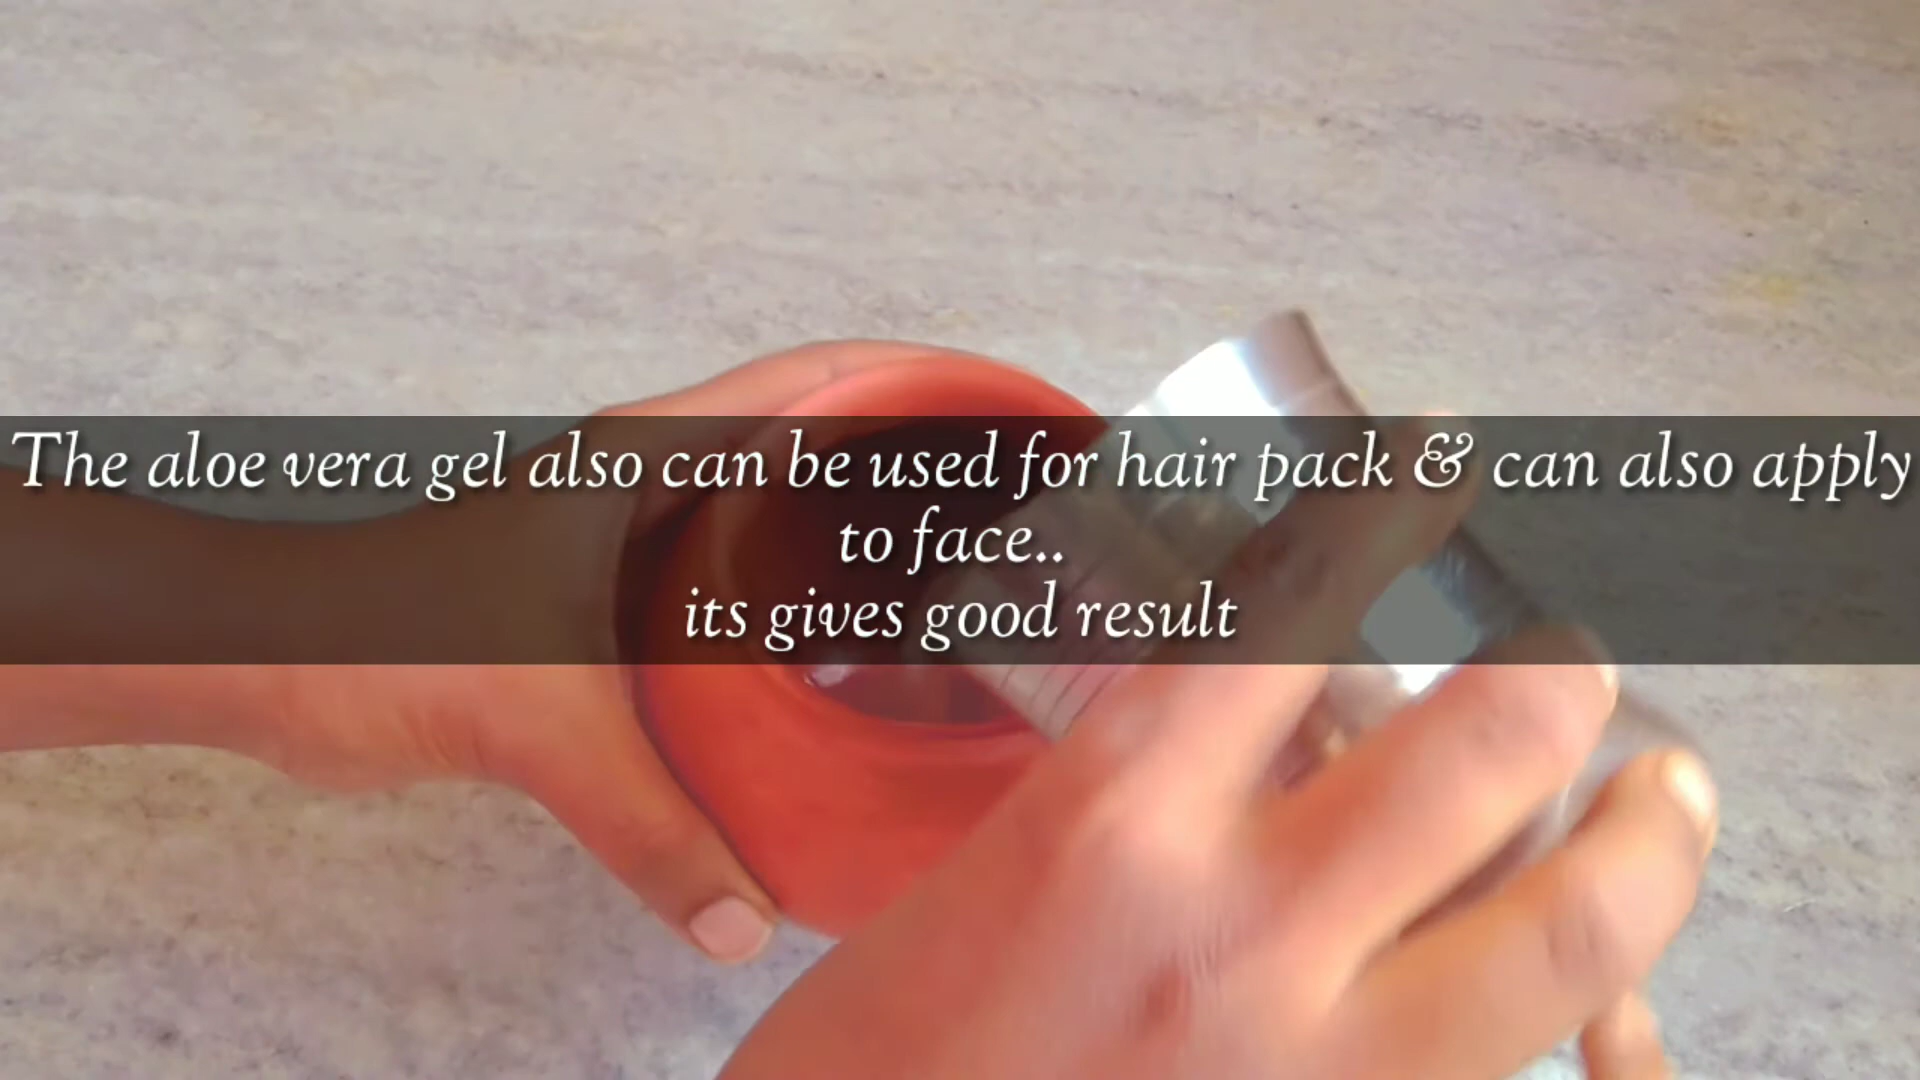 The aloe vera gel also can be used for hair pack & can also apply
to face..
its gives good result